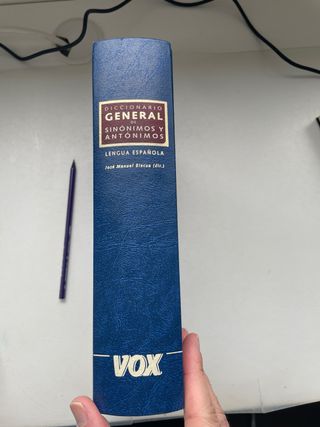 DICCIONARIO
GENERAL
DE
SINÓNIMOS Y
ANTÓNIMOS
LENGUA ESPAÑOLA
José Manuel Blecua (dir.)
VOX